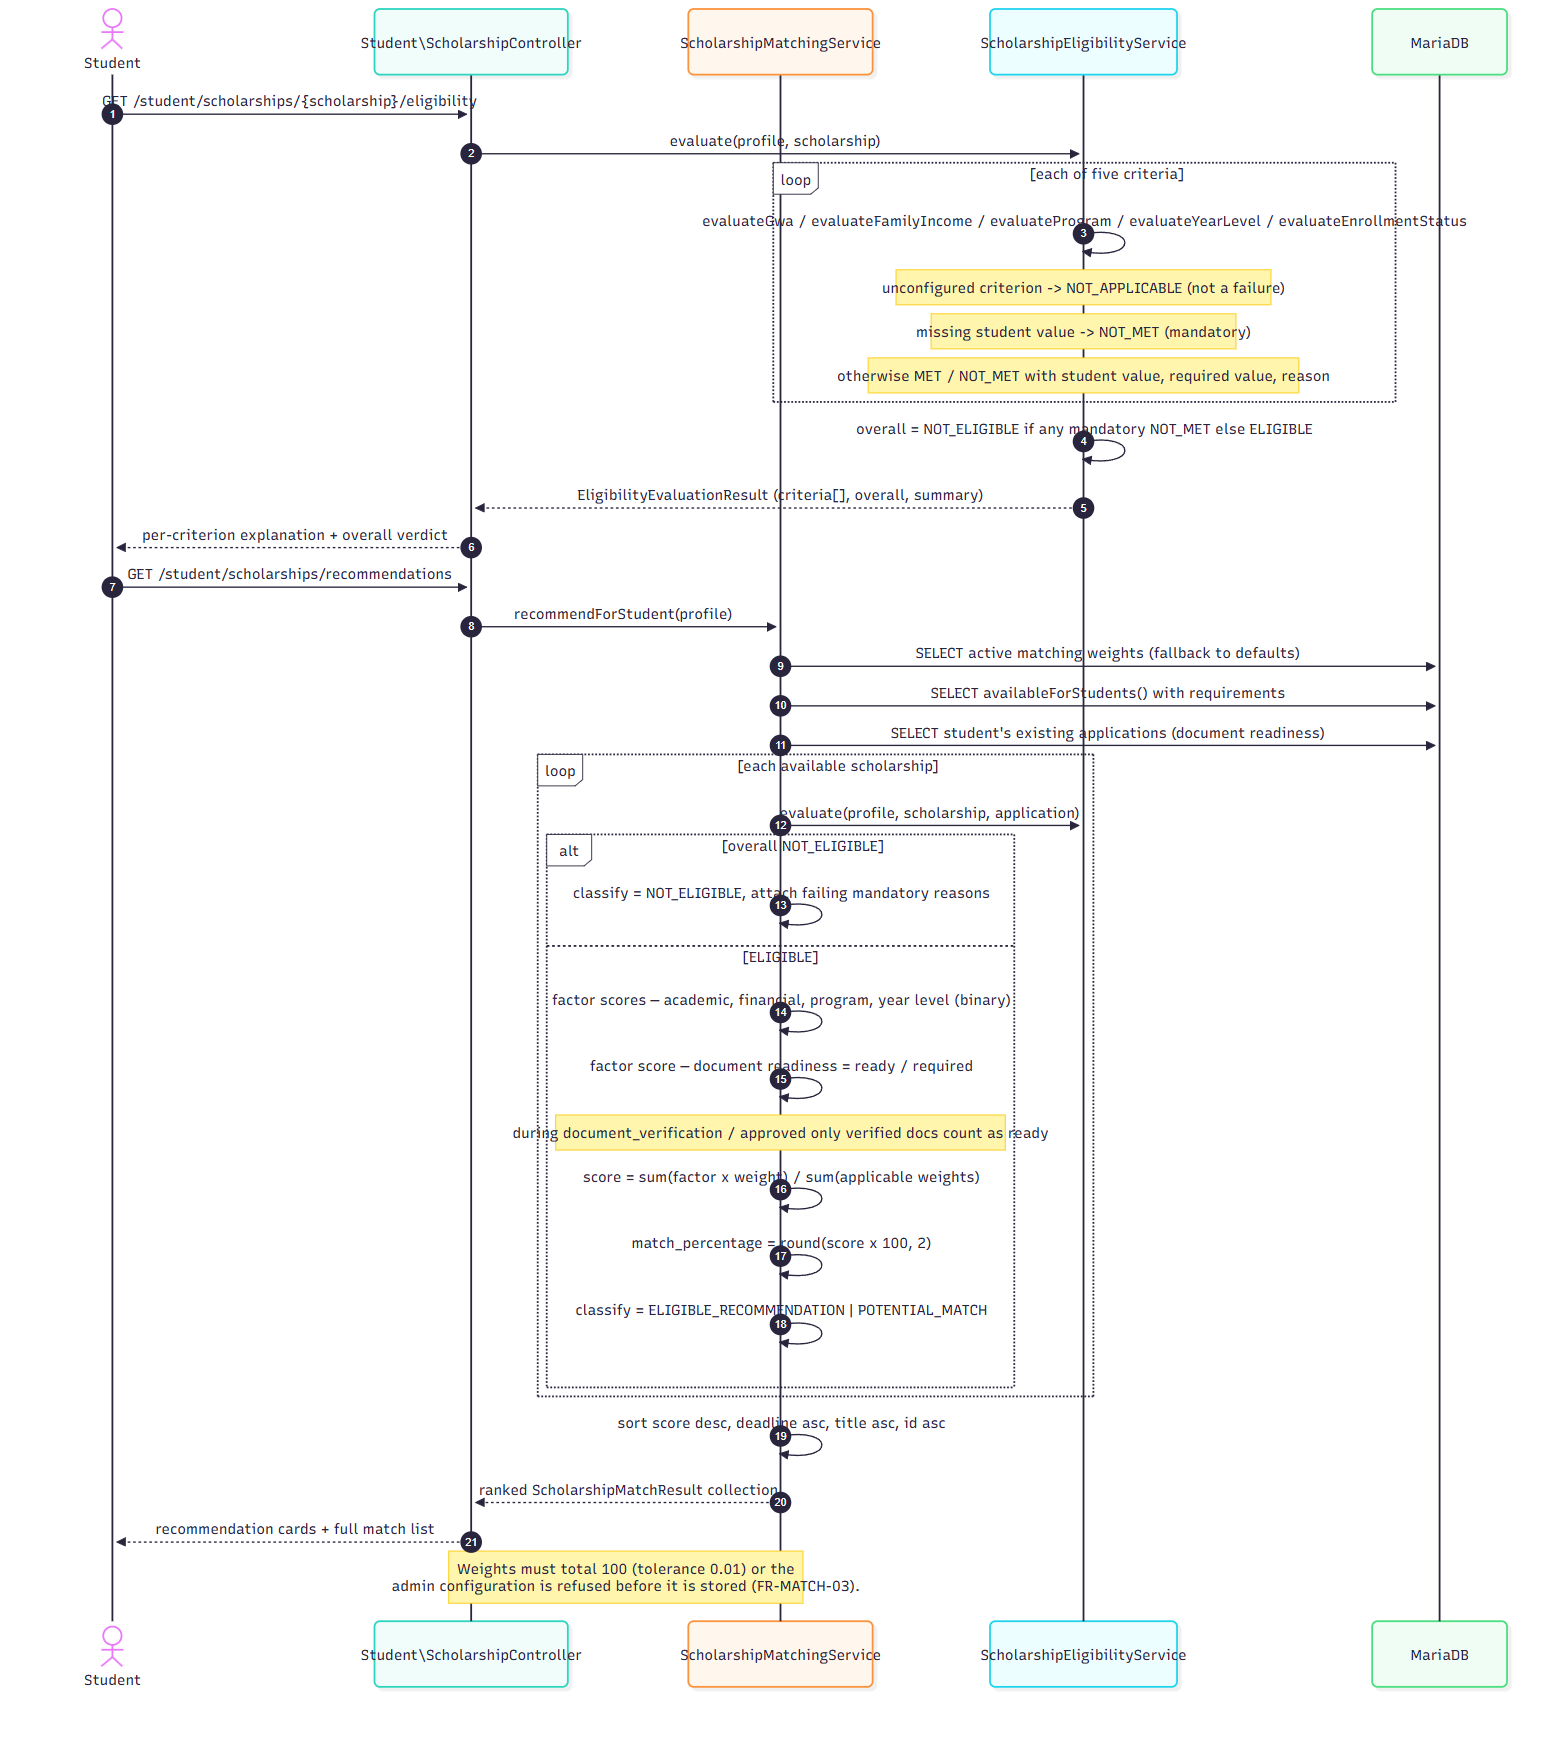 Student
Student\ScholarshipController
ScholarshipMatchingService
ScholarshipEligibilityService
MariaDB
GET /student/scholarships/{scholarship}/eligibility
1
evaluate(profile, scholarship)
2
loop
[each of five criteria]
evaluateGwa / evaluateFamilyIncome / evaluateProgram / evaluateYearLevel / evaluateEnrollmentStatus
3
unconfigured criterion -> NOT_APPLICABLE (not a failure)
missing student value -> NOT_MET (mandatory)
otherwise MET / NOT_MET with student value, required value, reason
overall = NOT_ELIGIBLE if any mandatory NOT_MET else ELIGIBLE
4
EligibilityEvaluationResult (criteria[], overall, summary)
5
per-criterion explanation + overall verdict
6
GET /student/scholarships/recommendations
7
recommendForStudent(profile)
8
SELECT active matching weights (fallback to defaults)
9
SELECT availableForStudents() with requirements
10
SELECT student's existing applications (document readiness)
11
loop
[each available scholarship]
evaluate(profile, scholarship, application)
12
alt
[overall NOT_ELIGIBLE]
classify = NOT_ELIGIBLE, attach failing mandatory reasons
13
[ELIGIBLE]
factor scores — academic, financial, program, year level (binary)
14
factor score — document readiness = ready / required
15
during document_verification / approved only verified docs count as ready
score = sum(factor x weight) / sum(applicable weights)
16
match_percentage = round(score x 100, 2)
17
classify = ELIGIBLE_RECOMMENDATION | POTENTIAL_MATCH
18
sort score desc, deadline asc, title asc, id asc
19
ranked ScholarshipMatchResult collection
20
recommendation cards + full match list
21
Weights must total 100 (tolerance 0.01) or the
admin configuration is refused before it is stored (FR-MATCH-03).
Student
Student\ScholarshipController
ScholarshipMatchingService
ScholarshipEligibilityService
MariaDB